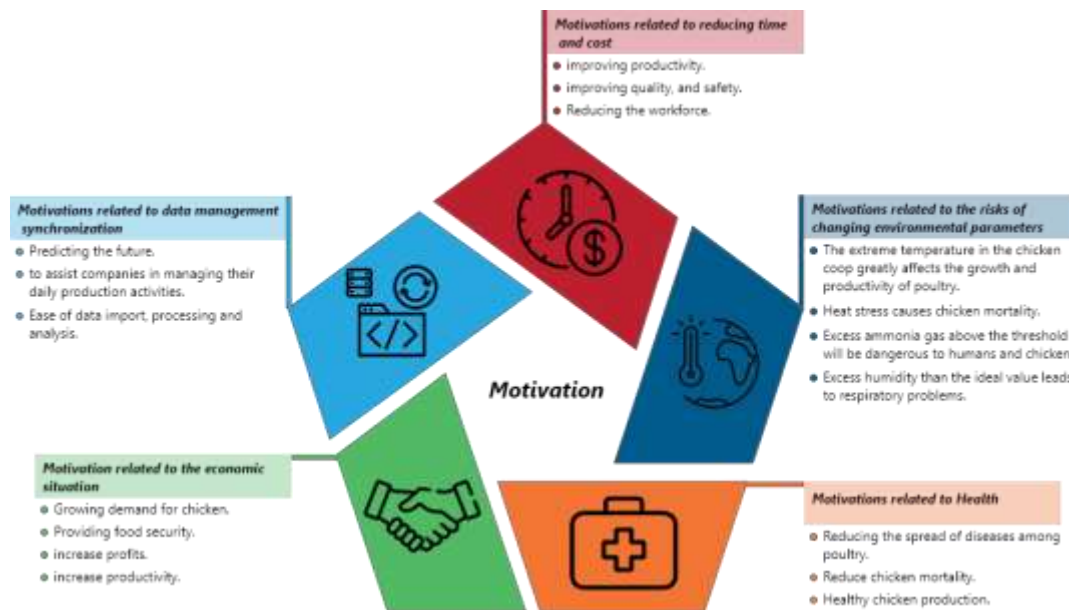 Motivations related to reducing time
and cost
improving productivity.
improving quality, and safety.
Reducing the workforce.
Motivations related to data management
synchronization
Predicting the future.
to assist companies in managing their
daily production activities.
Ease of data import, processing and
analysis.
Motivations related to the risks of
changing environmental parameters
The extreme temperature in the chicken
coop greatly affects the growth and
productivity of poultry.
Heat stress causes chicken mortality.
Excess ammonia gas above the threshold
will be dangerous to humans and chicken
Excess humidity than the ideal value leads
to respiratory problems.
Motivation
Motivation related to the economic
situation
Growing demand for chicken.
Providing food security.
increase profits.
increase productivity.
Motivations related to Health
Reducing the spread of diseases among
poultry.
Reduce chicken mortality.
Healthy chicken production.
$